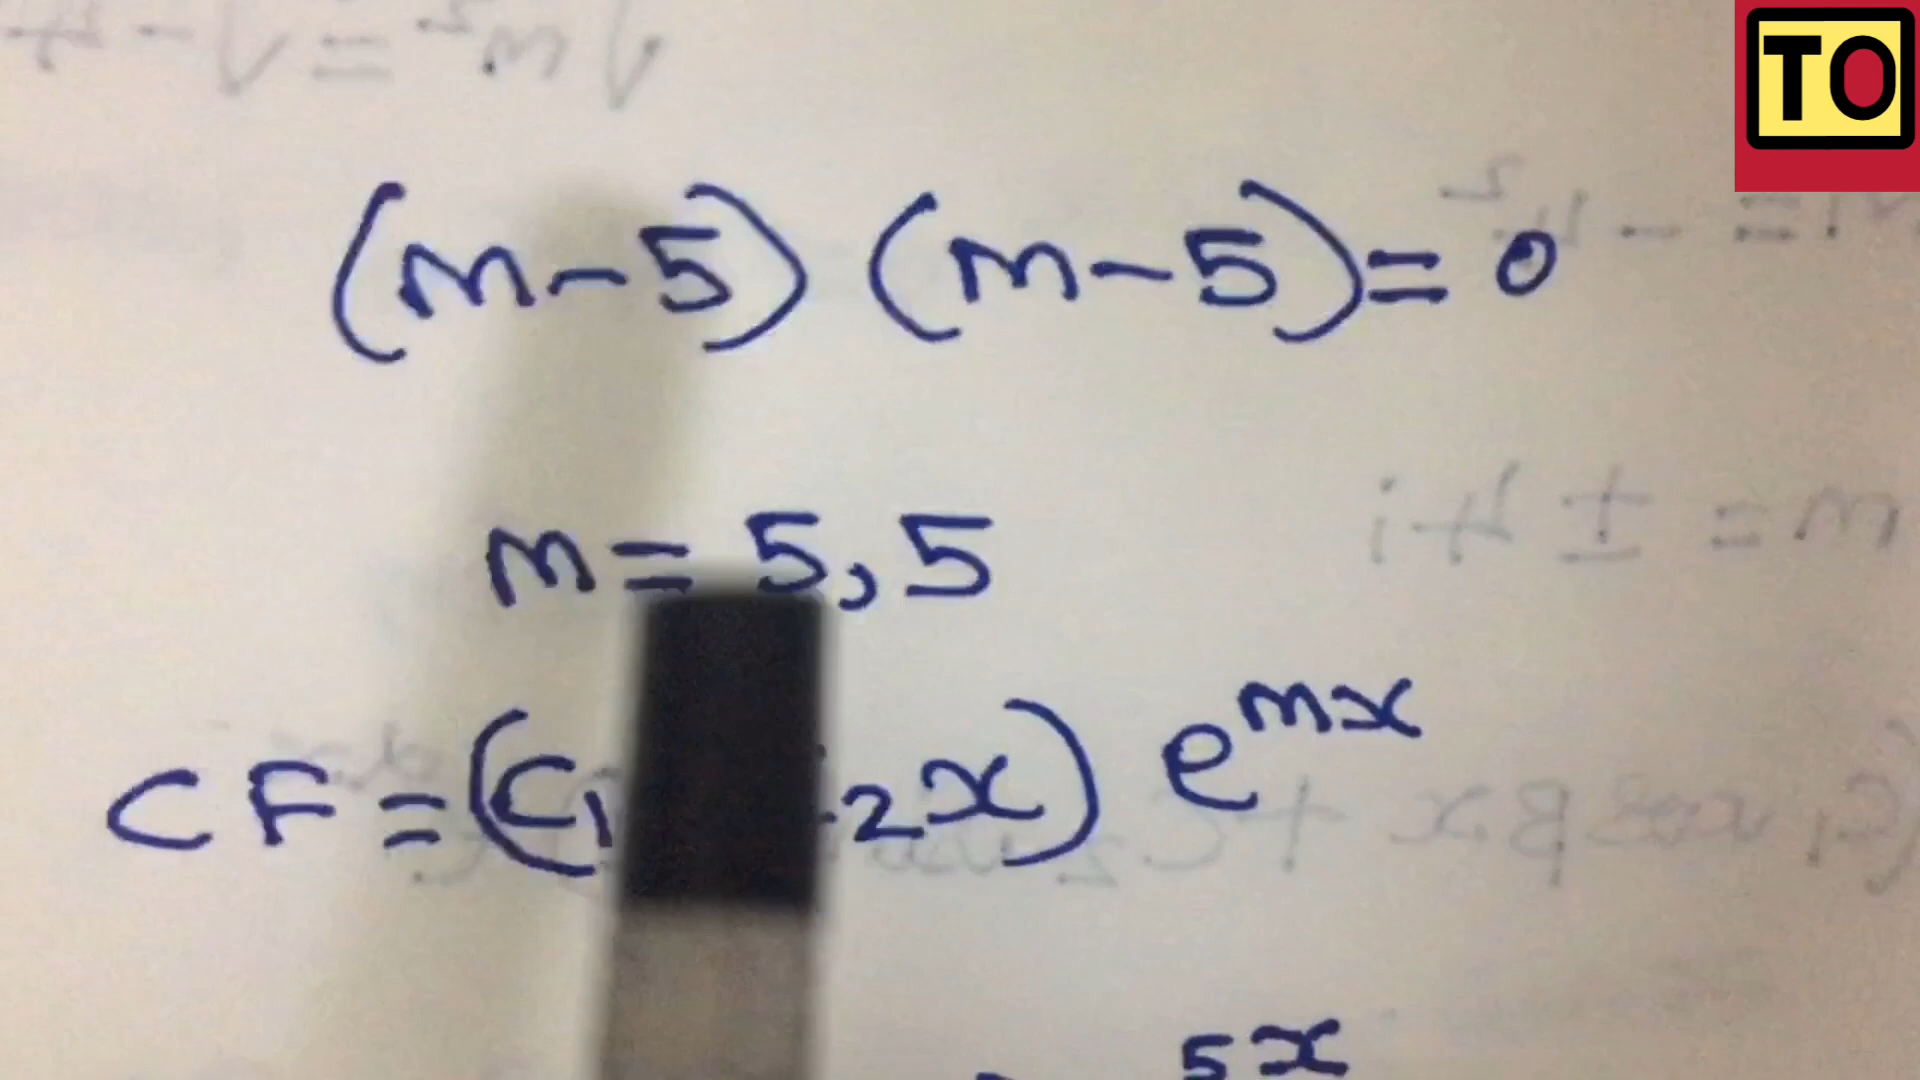 TO
(m-5) (m-5) = 0
m = 5, 5
CF = (C₁ 2x) e^mx
5x